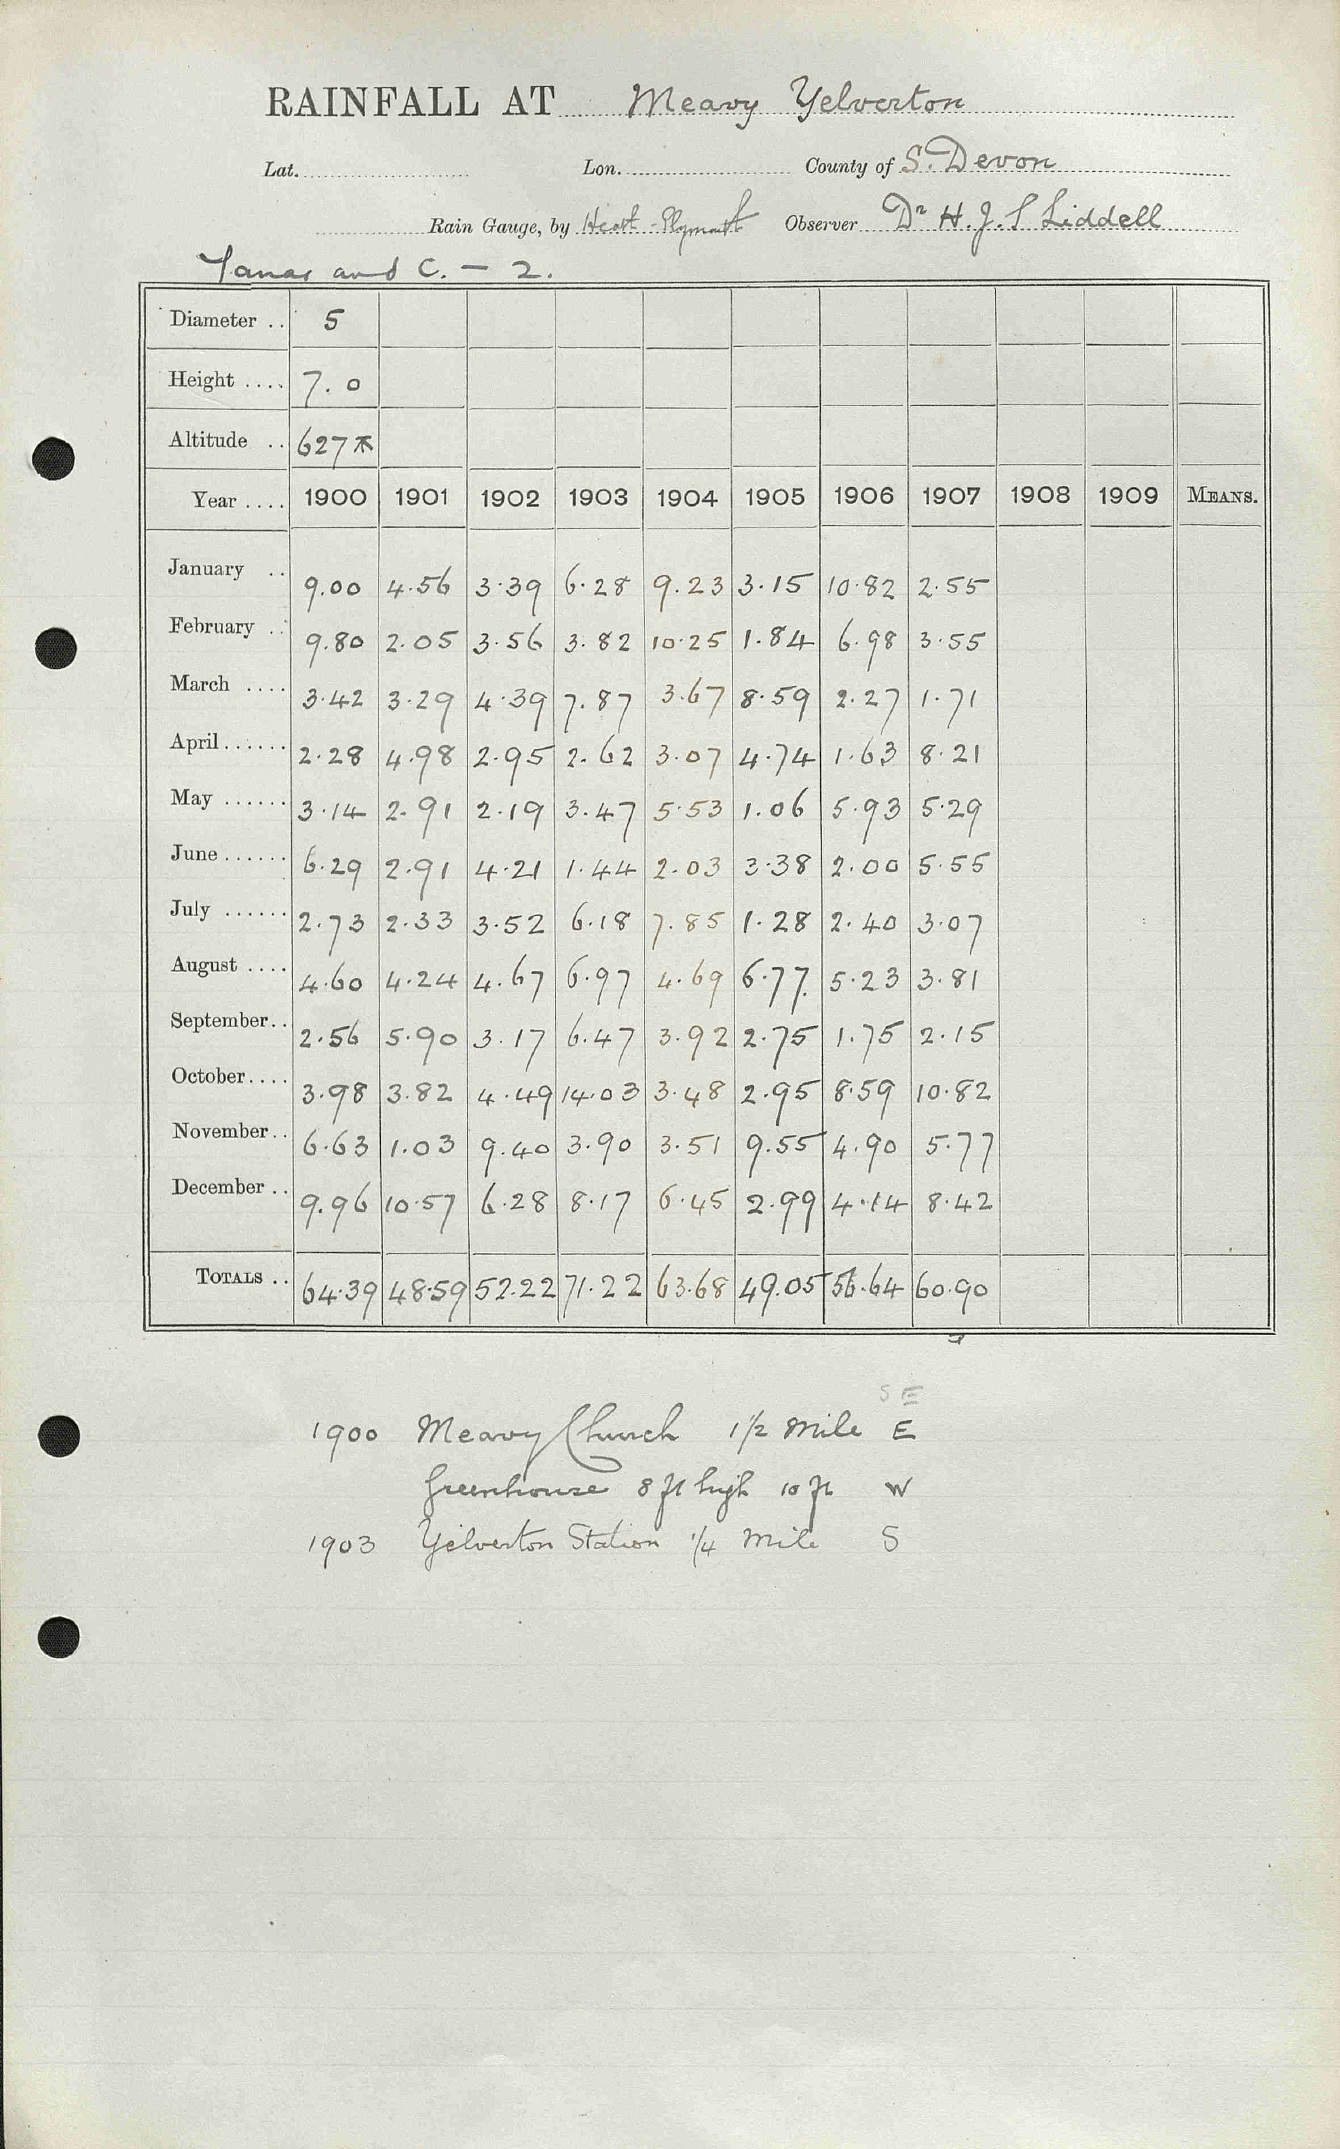 RAINFALL AT Meavy Yelverton
Lat. Lon. County of S. Devon
Rain Gauge, by Heath - Plymouth Observer Dr H. J. S Liddell
and C. - 2.
Diameter .. 5
Height .... 7. 0
Altitude .. 627
Year .... 1900 1901 1902 1903 1904 1905 1906 1907 1908 1909 MEANS.
January .. 9.00 4.56 3.39 6.28 9.23 3.15 10.82 2.55
February .. 9.80 2.05 3.56 3.82 10.25 1.84 6.98 3.55
March .... 3.42 3.29 4.39 7.87 3.67 8.59 2.27 1.71
April...... 2.28 4.98 2.95 2.62 3.07 4.74 1.63 8.21
May ...... 3.14 2.91 2.19 3.47 5.53 1.06 5.93 5.29
June...... 6.29 2.91 4.21 1.44 2.03 3.38 2.00 5.55
July ...... 2.73 2.33 3.52 6.18 7.85 1.28 2.40 3.07
August .... 4.60 4.24 4.67 6.97 4.69 6.77 5.23 3.81
September.. 2.56 5.90 3.17 6.47 3.92 2.75 1.75 2.15
October.... 3.98 3.82 4.49 14.03 3.48 2.95 8.59 10.82
November.. 6.63 1.03 9.40 3.90 3.51 9.55 4.90 5.77
December .. 9.96 10.57 6.28 8.17 6.45 2.99 4.14 8.42
TOTALS .. 64.39 48.59 52.22 71.22 63.68 49.05 56.64 60.90
S E
1900 Meavy Church 1 1/2 Mile E
Greenhouse 8 ft high 10 ft W
1903 Yelverton Station 1/4 Mile S